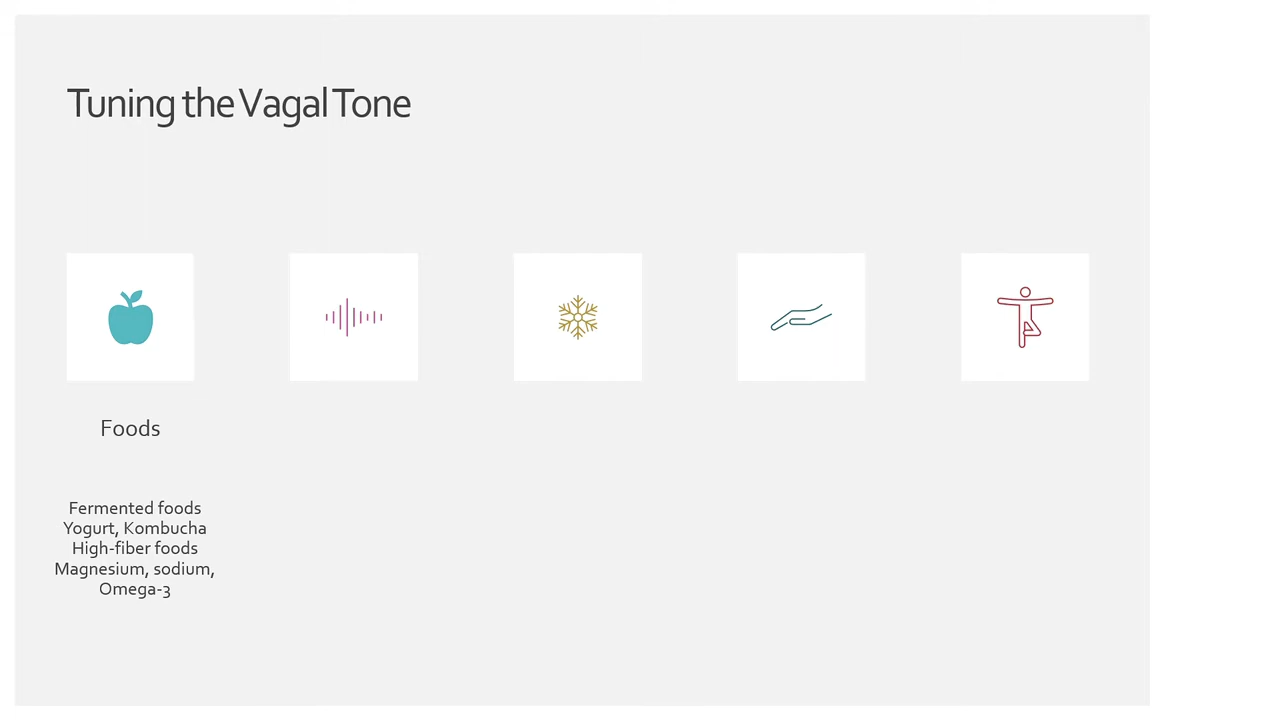 Tuning the Vagal Tone
Foods
Fermented foods
Yogurt, Kombucha
High-fiber foods
Magnesium, sodium,
Omega-3